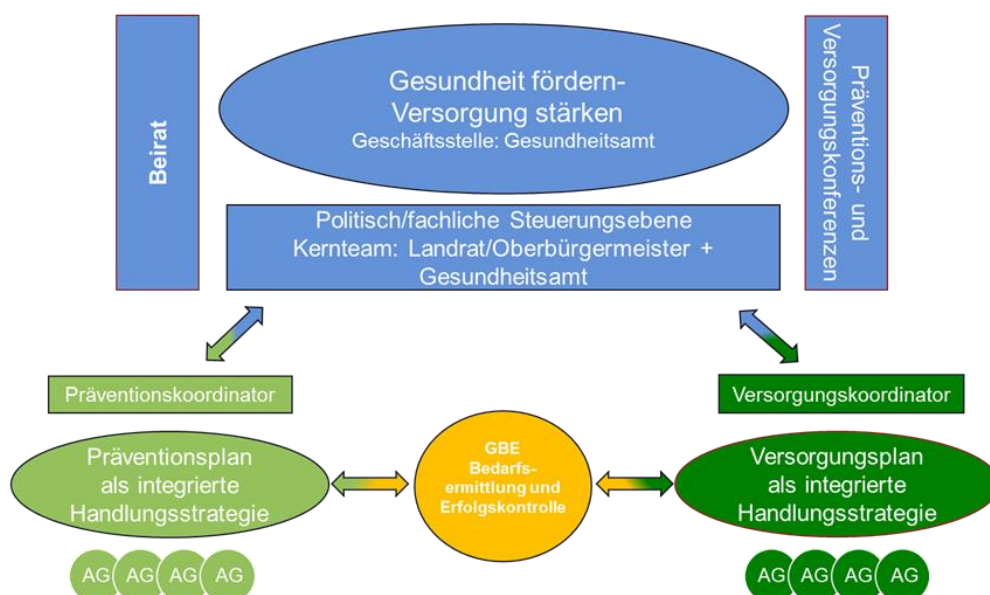 Beirat
Gesundheit fördern-
Versorgung stärken
Geschäftsstelle: Gesundheitsamt
Präventions- und
Versorgungskonferenzen
Politisch/fachliche Steuerungsebene
Kernteam: Landrat/Oberbürgermeister +
Gesundheitsamt
Präventionskoordinator
Versorgungskoordinator
Präventionsplan
als integrierte
Handlungsstrategie
GBE
Bedarfs-
ermittlung und
Erfolgskontrolle
Versorgungsplan
als integrierte
Handlungsstrategie
AG AG AG AG
AG AG AG AG